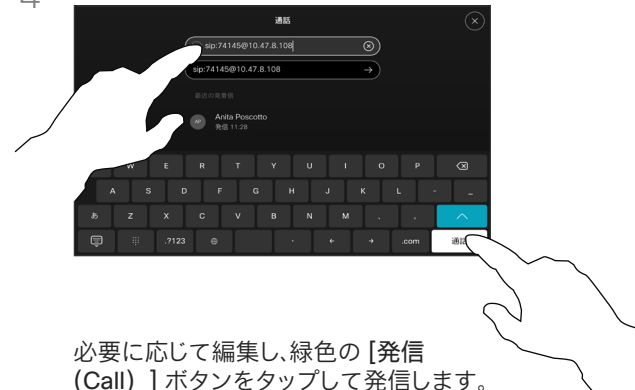 4
通話
sip:74145@10.47.8.108
sip:74145@10.47.8.108 →
最近の発着信
AP
Anita Poscotto
発信 11.28
W E R T Y U I O P
A S D F G H J K L - _
あ Z X C V B N M . ,
.?123 · ← → .com 通話
必要に応じて編集し、緑色の [発信
(Call) ] ボタンをタップして発信します。